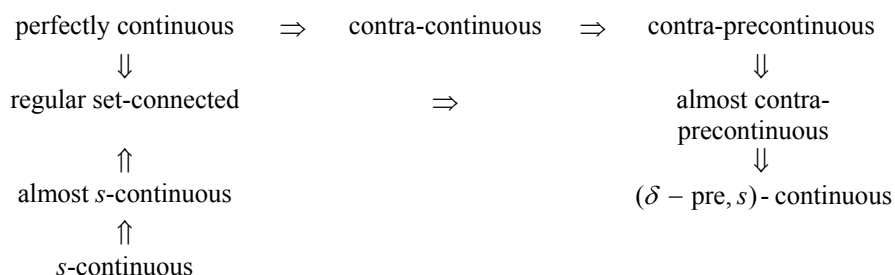 perfectly continuous ⇒ contra-continuous ⇒ contra-precontinuous
⇓ ⇓
regular set-connected ⇒ almost contra-
precontinuous
⇑ ⇓
almost s-continuous (δ – pre, s) - continuous
⇑
s-continuous